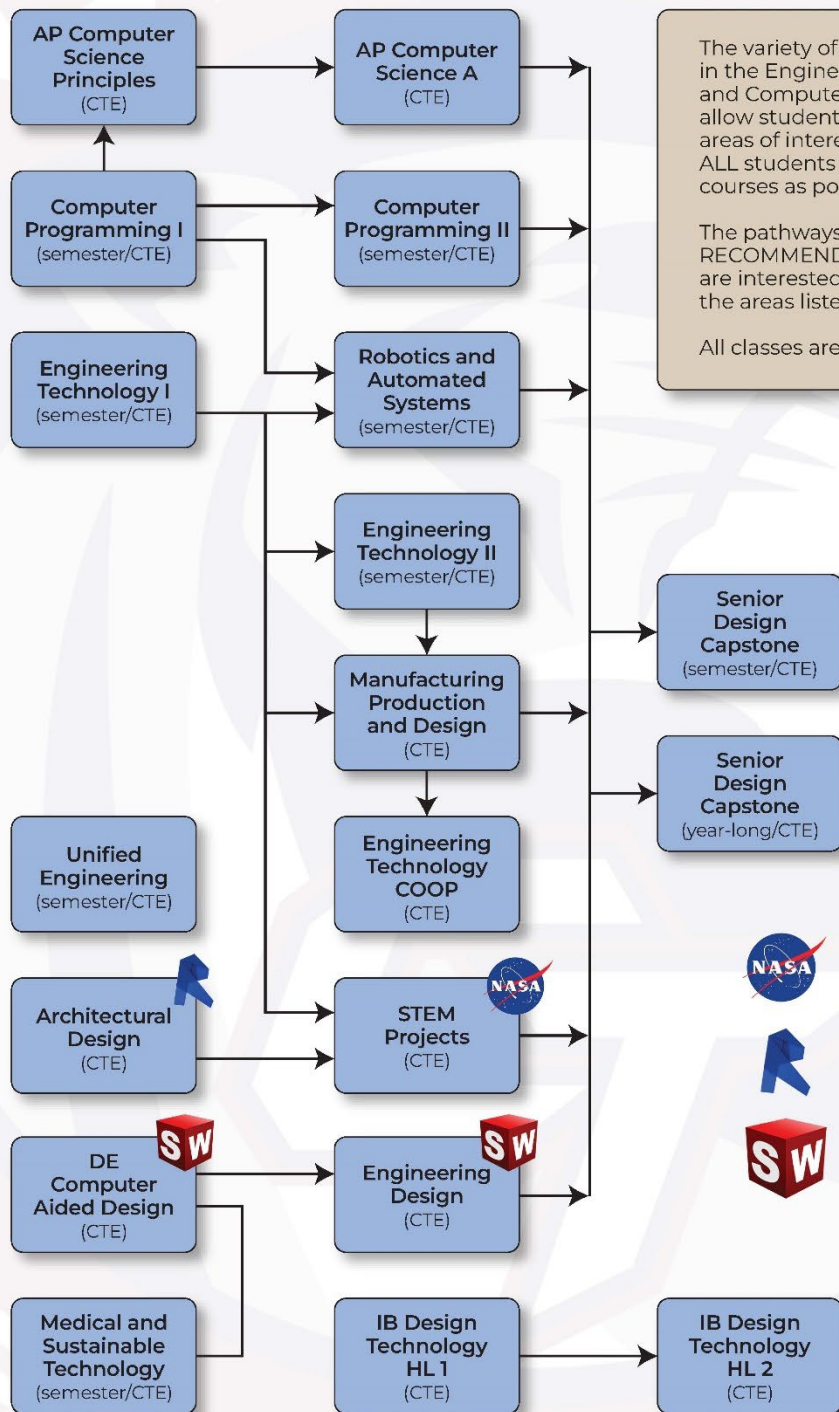 AP Computer
Science
Principles
(CTE)
AP Computer
Science A
(CTE)
The variety of
in the Engine
and Compute
allow student
areas of intere
ALL students
courses as po
The pathways
RECOMMEND
are interested
the areas liste
All classes are
Computer
Programming I
(semester/CTE)
Computer
Programming II
(semester/CTE)
Engineering
Technology I
(semester/CTE)
Robotics and
Automated
Systems
(semester/CTE)
Engineering
Technology II
(semester/CTE)
Senior
Design
Capstone
(semester/CTE)
Manufacturing
Production
and Design
(CTE)
Senior
Design
Capstone
(year-long/CTE)
Unified
Engineering
(semester/CTE)
Engineering
Technology
COOP
(CTE)
Architectural
Design
(CTE)
NASA
STEM
Projects
(CTE)
NASA
R
SW
DE
Computer
Aided Design
(CTE)
SW
Engineering
Design
(CTE)
SW
Medical and
Sustainable
Technology
(semester/CTE)
IB Design
Technology
HL 1
(CTE)
IB Design
Technology
HL 2
(CTE)